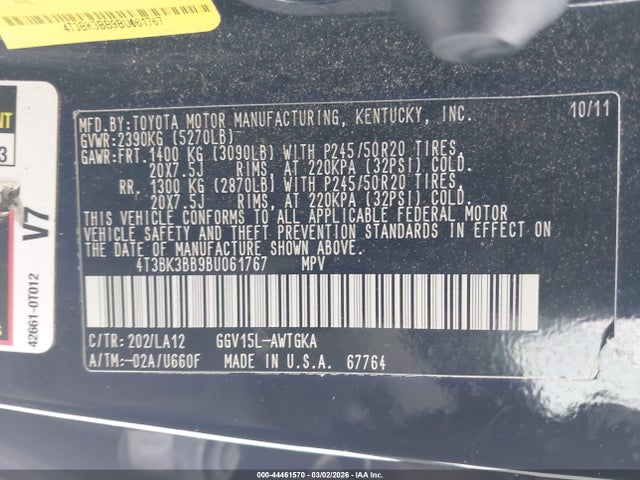 4T3BK3BB9BU061767
MFD.BY:TOYOTA MOTOR MANUFACTURING, KENTUCKY, INC. 10/11
GVWR:2390KG (5270LB)
GAWR:FRT. 1400 KG (3090LB) WITH P245/50R20 TIRES,
20X7.5J RIMS, AT 220KPA (32PSI) COLD.
RR. 1300 KG (2870LB) WITH P245/50R20 TIRES,
20X7.5J RIMS, AT 220KPA (32PSI) COLD.
THIS VEHICLE CONFORMS TO ALL APPLICABLE FEDERAL MOTOR
VEHICLE SAFETY AND THEFT PREVENTION STANDARDS IN EFFECT ON
THE DATE OF MANUFACTURE SHOWN ABOVE.
4T3BK3BB9BU061767 MPV
C/TR:202/LA12 GGV15L-AWTGKA
A/TM:-02A/U660F MADE IN U.S.A. 67764
V7
42661-0T012
000-44461570 - 03/02/2026 - IAAI.COM